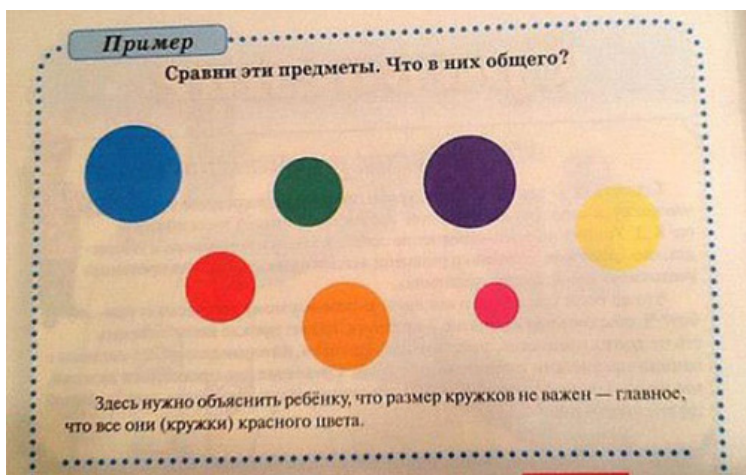 Пример
Сравни эти предметы. Что в них общего?
Здесь нужно объяснить ребёнку, что размер кружков не важен — главное,
что все они (кружки) красного цвета.